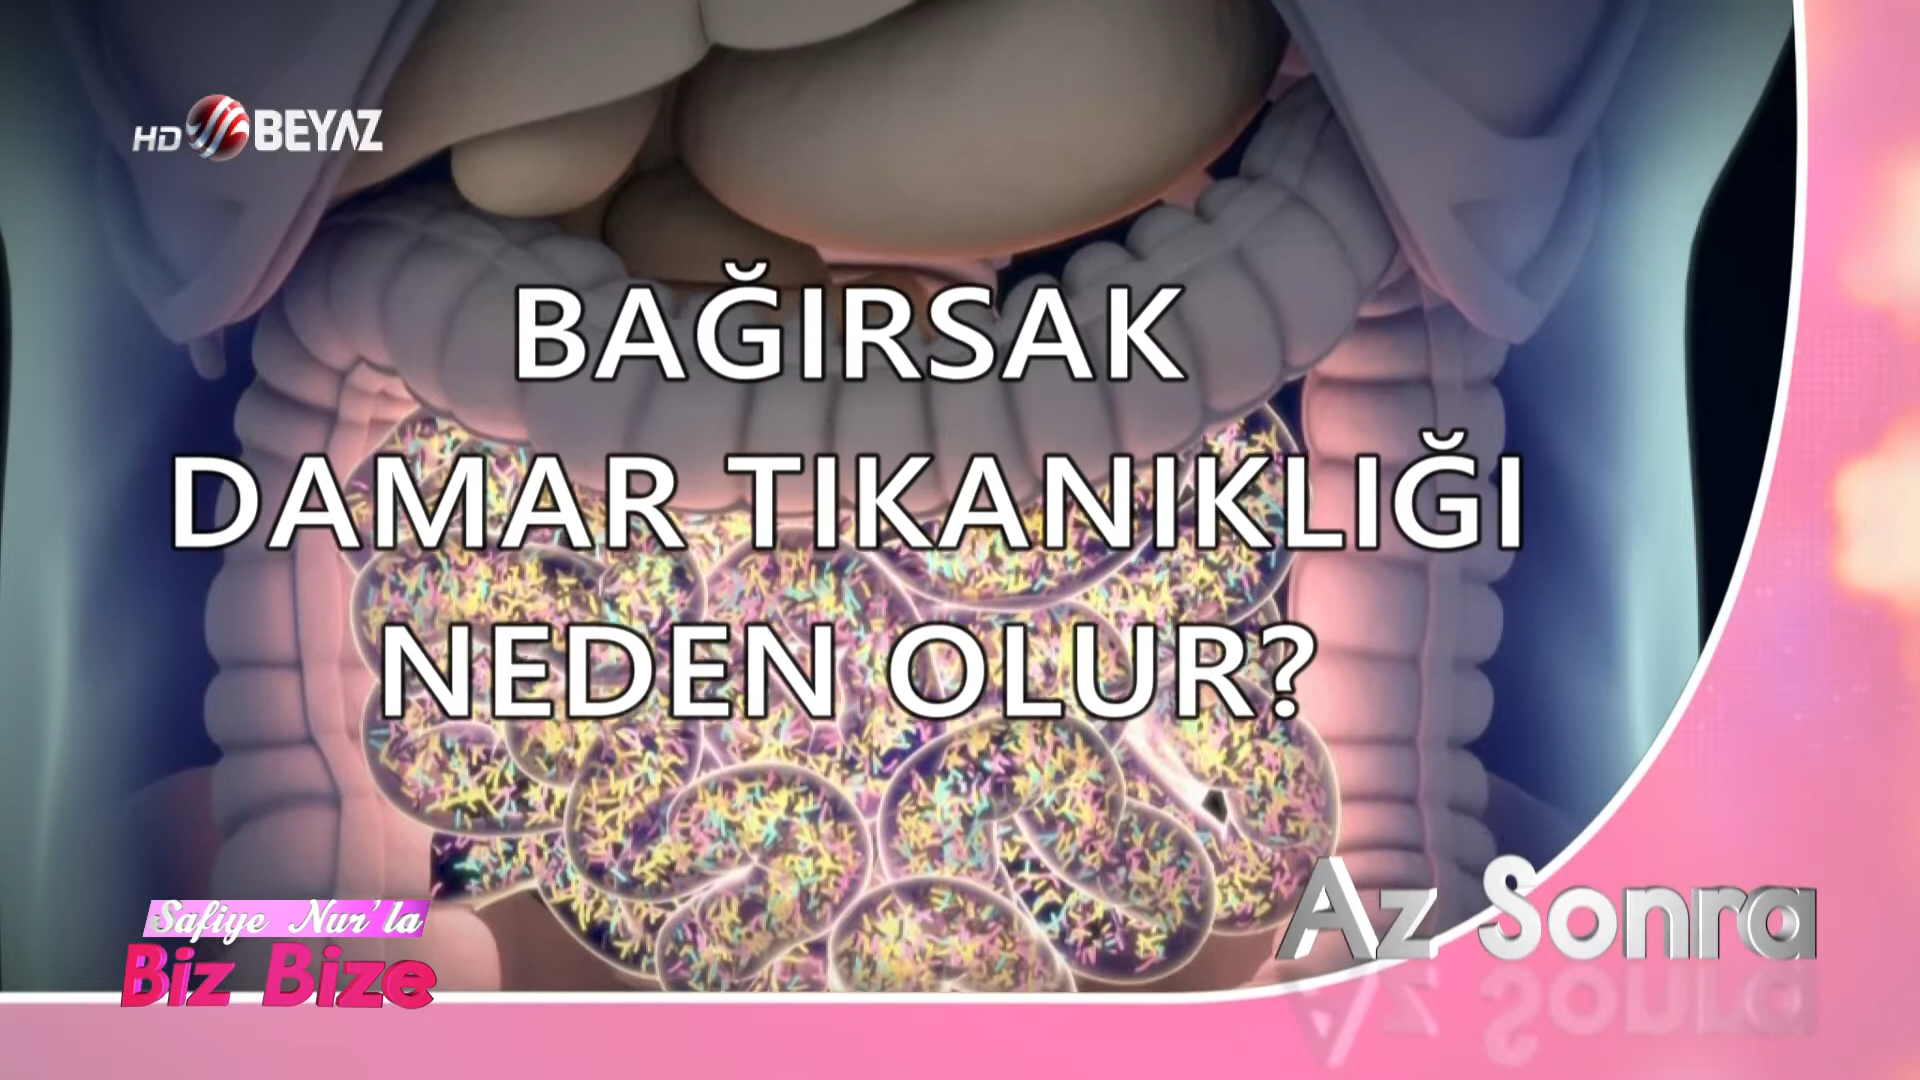 HD BEYAZ
BAĞIRSAK
DAMAR TIKANIKLIĞI
NEDEN OLUR?
Az Sonra
Safiye Nur'la
Biz Bize